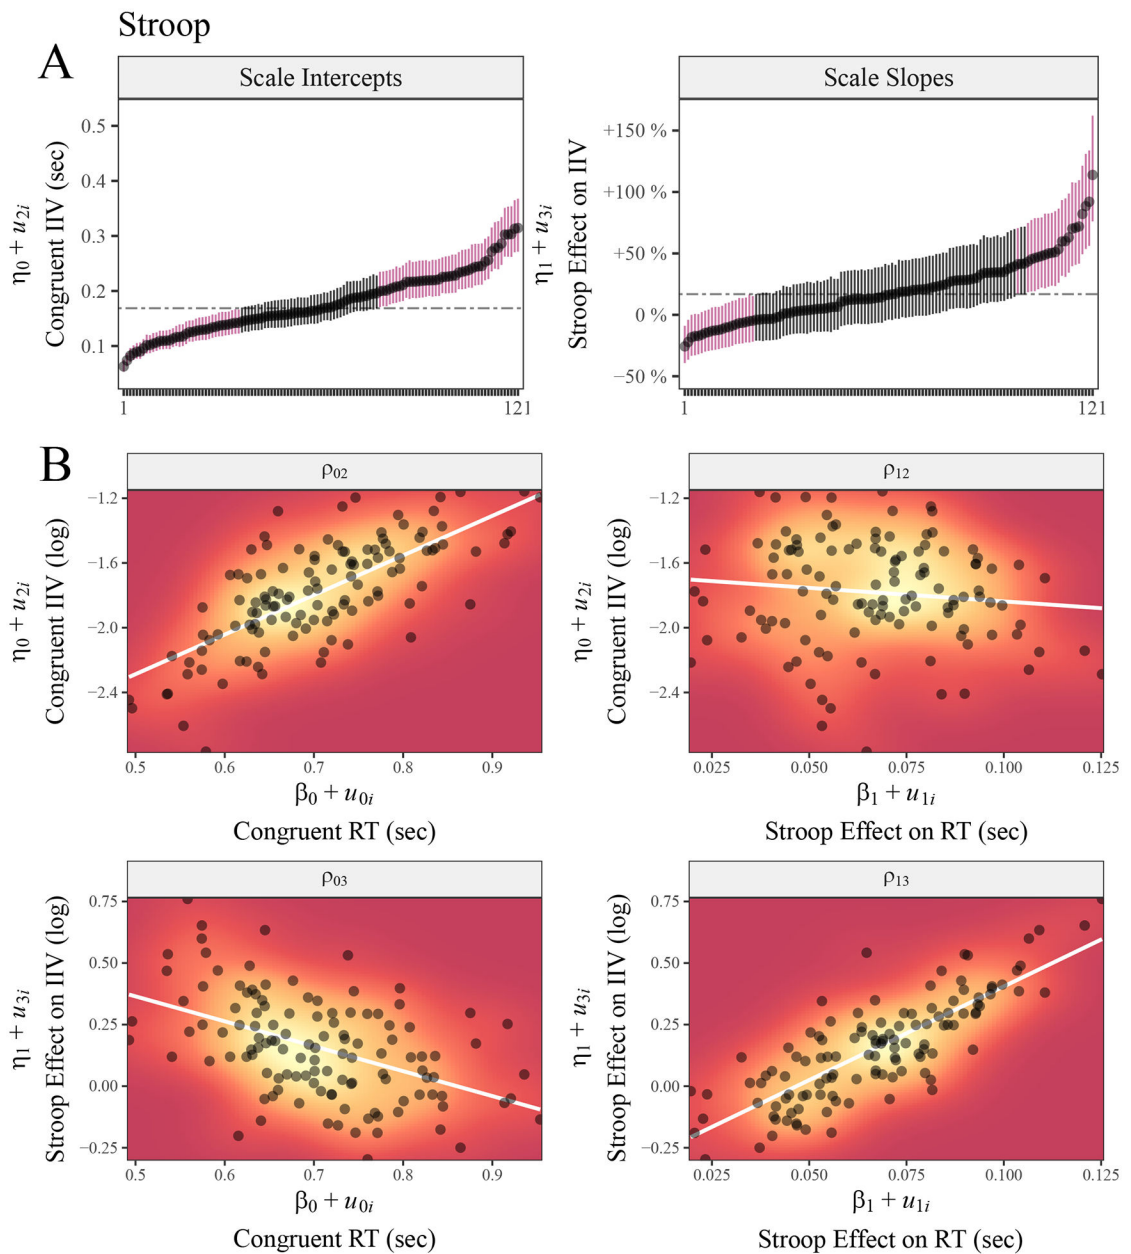 Stroop
A
Scale Intercepts
η₀ + u₂ᵢ
Congruent IIV (sec)
0.5
0.4
0.3
0.2
0.1
1
121
Scale Slopes
η₁ + u₃ᵢ
Stroop Effect on IIV
+150 %
+100 %
+50 %
0 %
−50 %
1
121
B
ρ₀₂
η₀ + u₂ᵢ
Congruent IIV (log)
−1.2
−1.6
−2.0
−2.4
0.5
0.6
0.7
0.8
0.9
β₀ + u₀ᵢ
Congruent RT (sec)
ρ₁₂
η₀ + u₂ᵢ
Congruent IIV (log)
−1.2
−1.6
−2.0
−2.4
0.025
0.050
0.075
0.100
0.125
β₁ + u₁ᵢ
Stroop Effect on RT (sec)
ρ₀₃
η₁ + u₃ᵢ
Stroop Effect on IIV (log)
0.75
0.50
0.25
0.00
−0.25
0.5
0.6
0.7
0.8
0.9
β₀ + u₀ᵢ
Congruent RT (sec)
ρ₁₃
η₁ + u₃ᵢ
Stroop Effect on IIV (log)
0.75
0.50
0.25
0.00
−0.25
0.025
0.050
0.075
0.100
0.125
β₁ + u₁ᵢ
Stroop Effect on RT (sec)